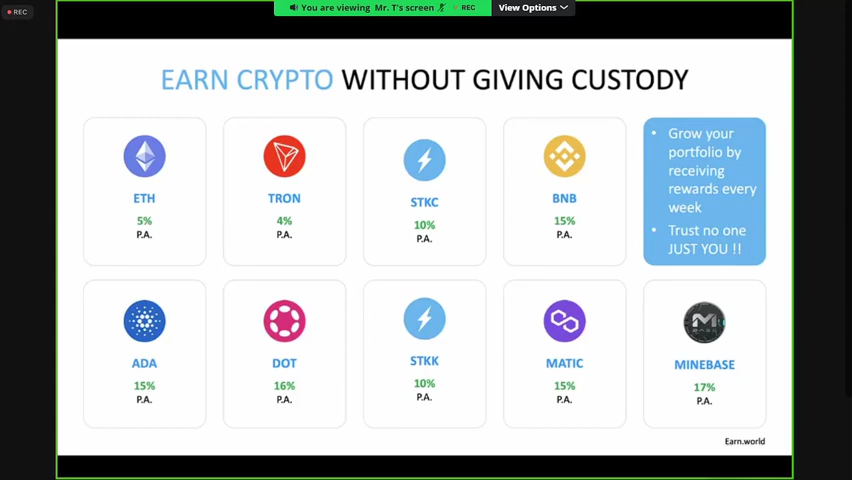 REC
You are viewing Mr. T's screen
REC
View Options
EARN CRYPTO WITHOUT GIVING CUSTODY
ETH
5%
P.A.
TRON
4%
P.A.
STKC
10%
P.A.
BNB
15%
P.A.
• Grow your
portfolio by
receiving
rewards every
week
• Trust no one
JUST YOU !!
ADA
15%
P.A.
DOT
16%
P.A.
STKK
10%
P.A.
MATIC
15%
P.A.
MINEBASE
17%
P.A.
Earn.world